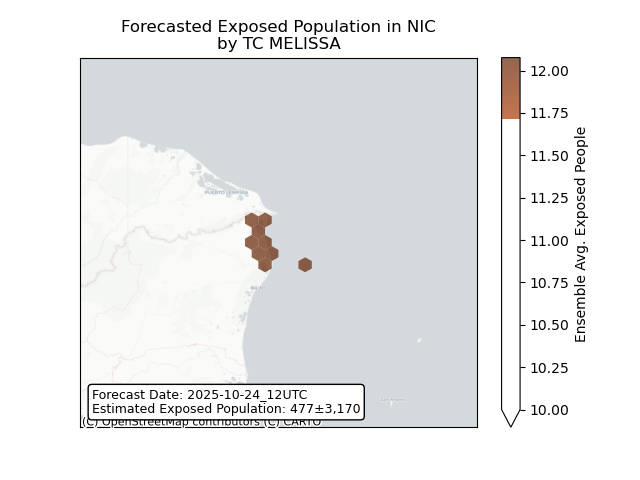 Forecasted Exposed Population in NIC
by TC MELISSA
12.00
11.75
11.50
11.25
11.00
10.75
10.50
10.25
10.00
Ensemble Avg. Exposed People
Forecast Date: 2025-10-24_12UTC
Estimated Exposed Population: 477±3,170
(C) OpenStreetMap contributors (C) CARTO